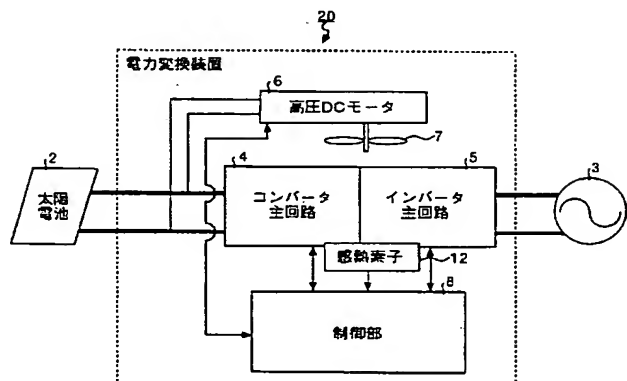 20
電力変換装置
6
高圧DCモータ
7
2
太陽
電池
4
コンバータ
主回路
5
インバータ
主回路
3
感熱素子
12
8
制御部